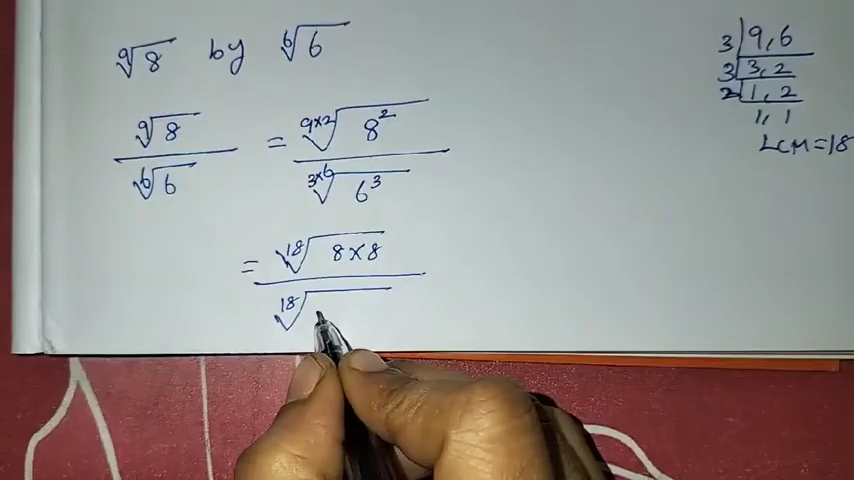 ⁹√8 by ⁶√6
⁹√8 / ⁶√6 = ⁹ˣ²√8² / ³ˣ⁶√6³
= ¹⁸√8×8 / ¹⁸√
3 | 9, 6
3 | 3, 2
2 | 1, 2
1, 1
LCM=18